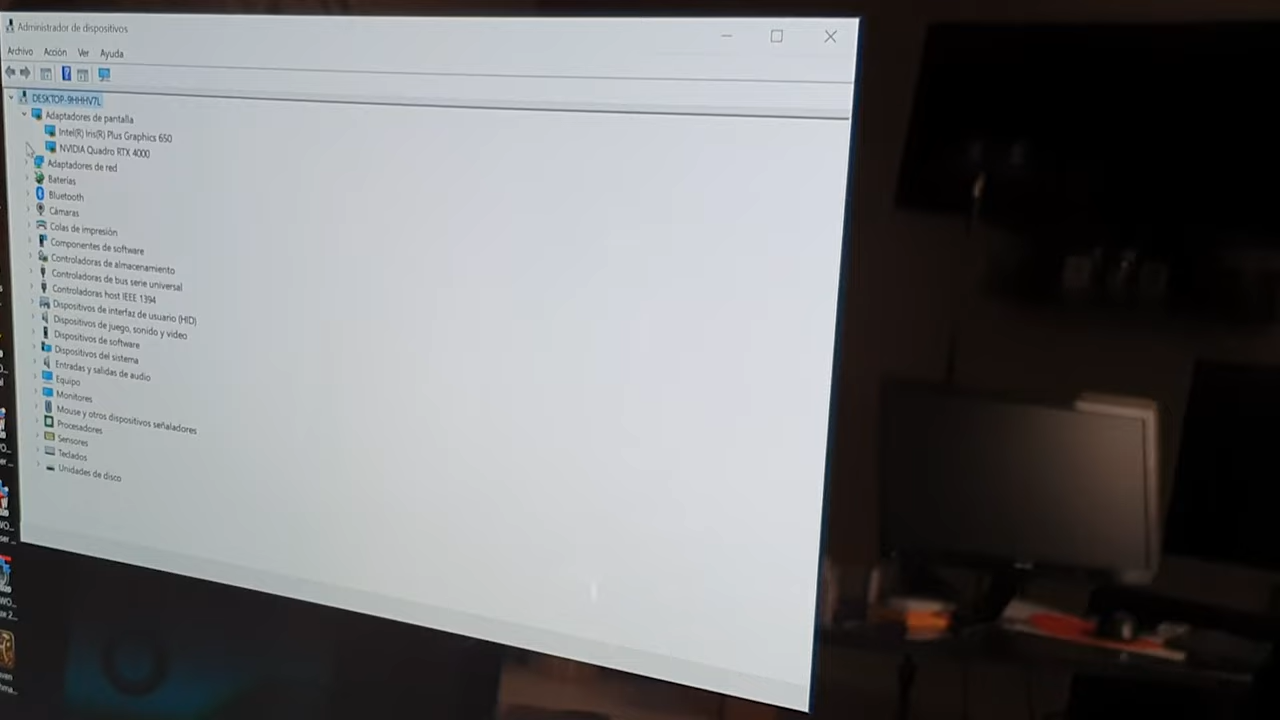 Administrador de dispositivos
Archivo Acción Ver Ayuda
DESKTOP-9HHHV7L
Adaptadores de pantalla
Intel(R) Iris(R) Plus Graphics 650
NVIDIA Quadro RTX 4000
Adaptadores de red
Baterías
Bluetooth
Cámaras
Colas de impresión
Componentes de software
Controladoras de almacenamiento
Controladoras de bus serie universal
Controladoras host IEEE 1394
Dispositivos de interfaz de usuario (HID)
Dispositivos de juego, sonido y video
Dispositivos de software
Dispositivos del sistema
Entradas y salidas de audio
Equipo
Monitores
Mouse y otros dispositivos señaladores
Procesadores
Sensores
Teclados
Unidades de disco